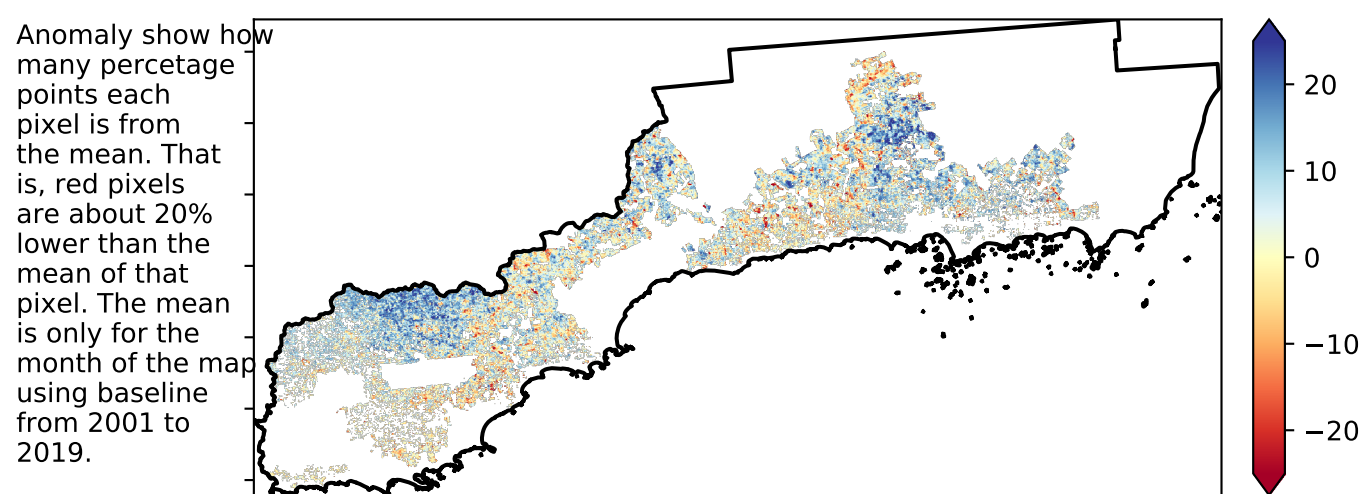 Anomaly show how
many percetage
points each
pixel is from
the mean. That
is, red pixels
are about 20%
lower than the
mean of that
pixel. The mean
is only for the
month of the map
using baseline
from 2001 to
2019.
20
10
0
−10
−20